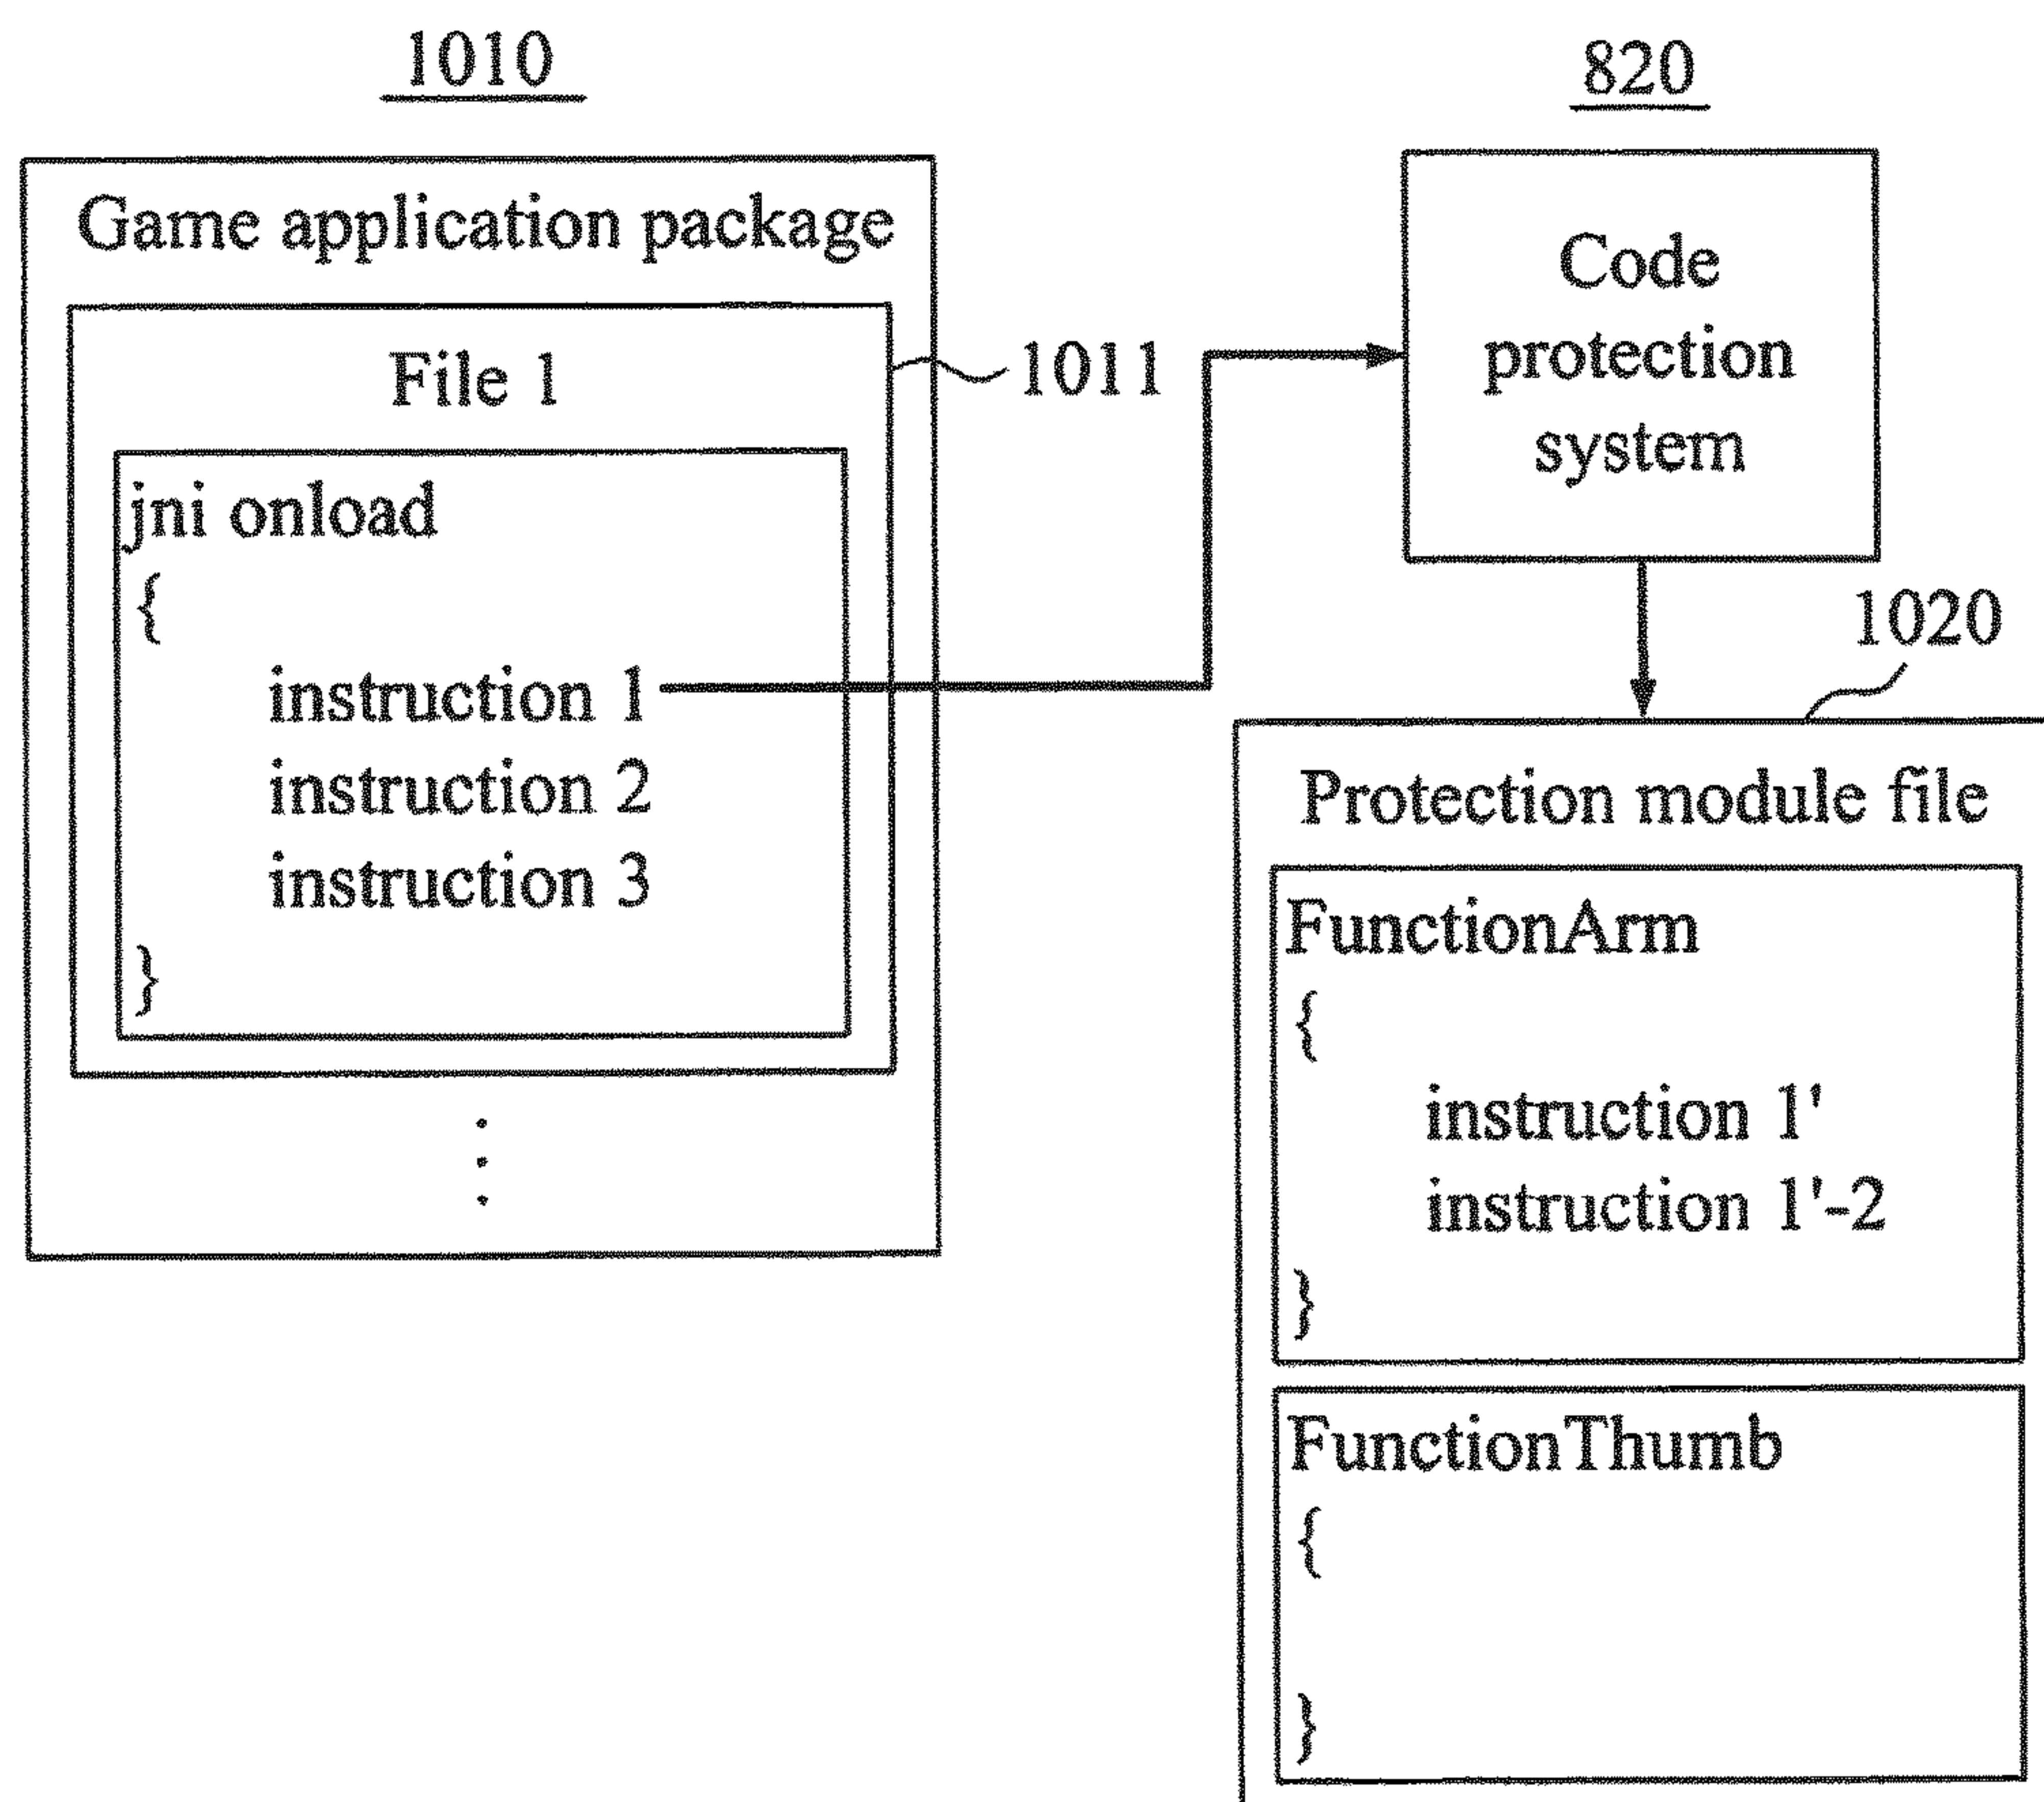 1010
Game application package
File 1
1011
jni onload
{
instruction 1
instruction 2
instruction 3
}
820
Code
protection
system
1020
Protection module file
FunctionArm
{
instruction 1'
instruction 1'-2
}
FunctionThumb
{
}